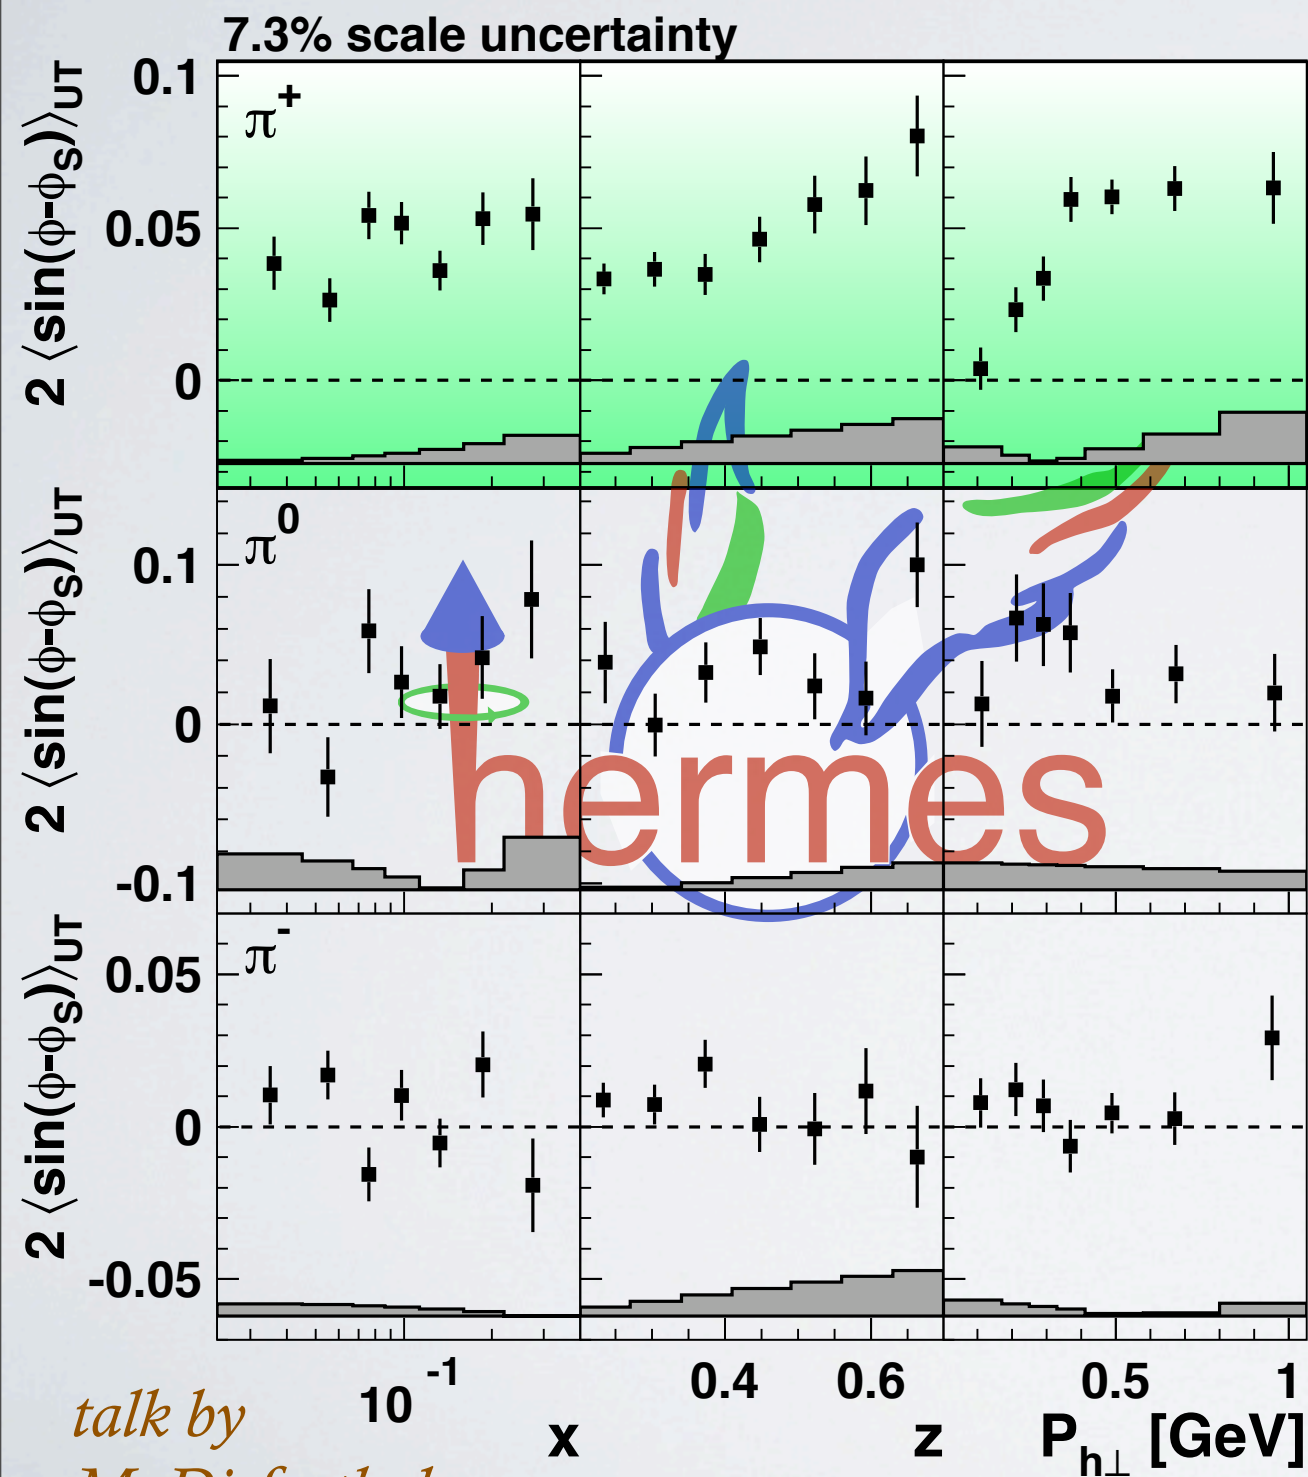 7.3% scale uncertainty
2 ⟨sin(ϕ-ϕS)⟩UT
0.1
0.05
0
π+
2 ⟨sin(ϕ-ϕS)⟩UT
0.1
0
-0.1
π0
hermes
2 ⟨sin(ϕ-ϕS)⟩UT
0.05
0
-0.05
π-
10-1
0.4
0.6
0.5
1
x
z
Ph⊥ [GeV]
talk by